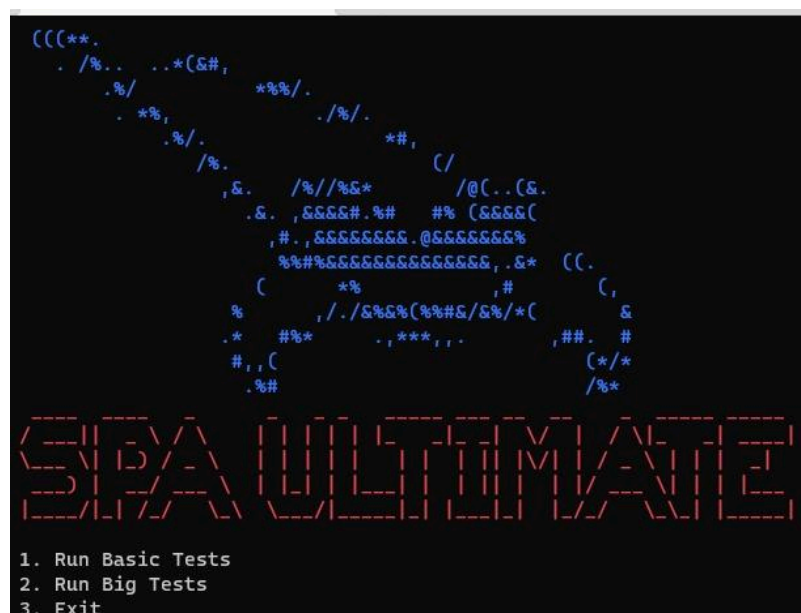 SPA ULTIMATE
1. Run Basic Tests
2. Run Big Tests
3. Exit